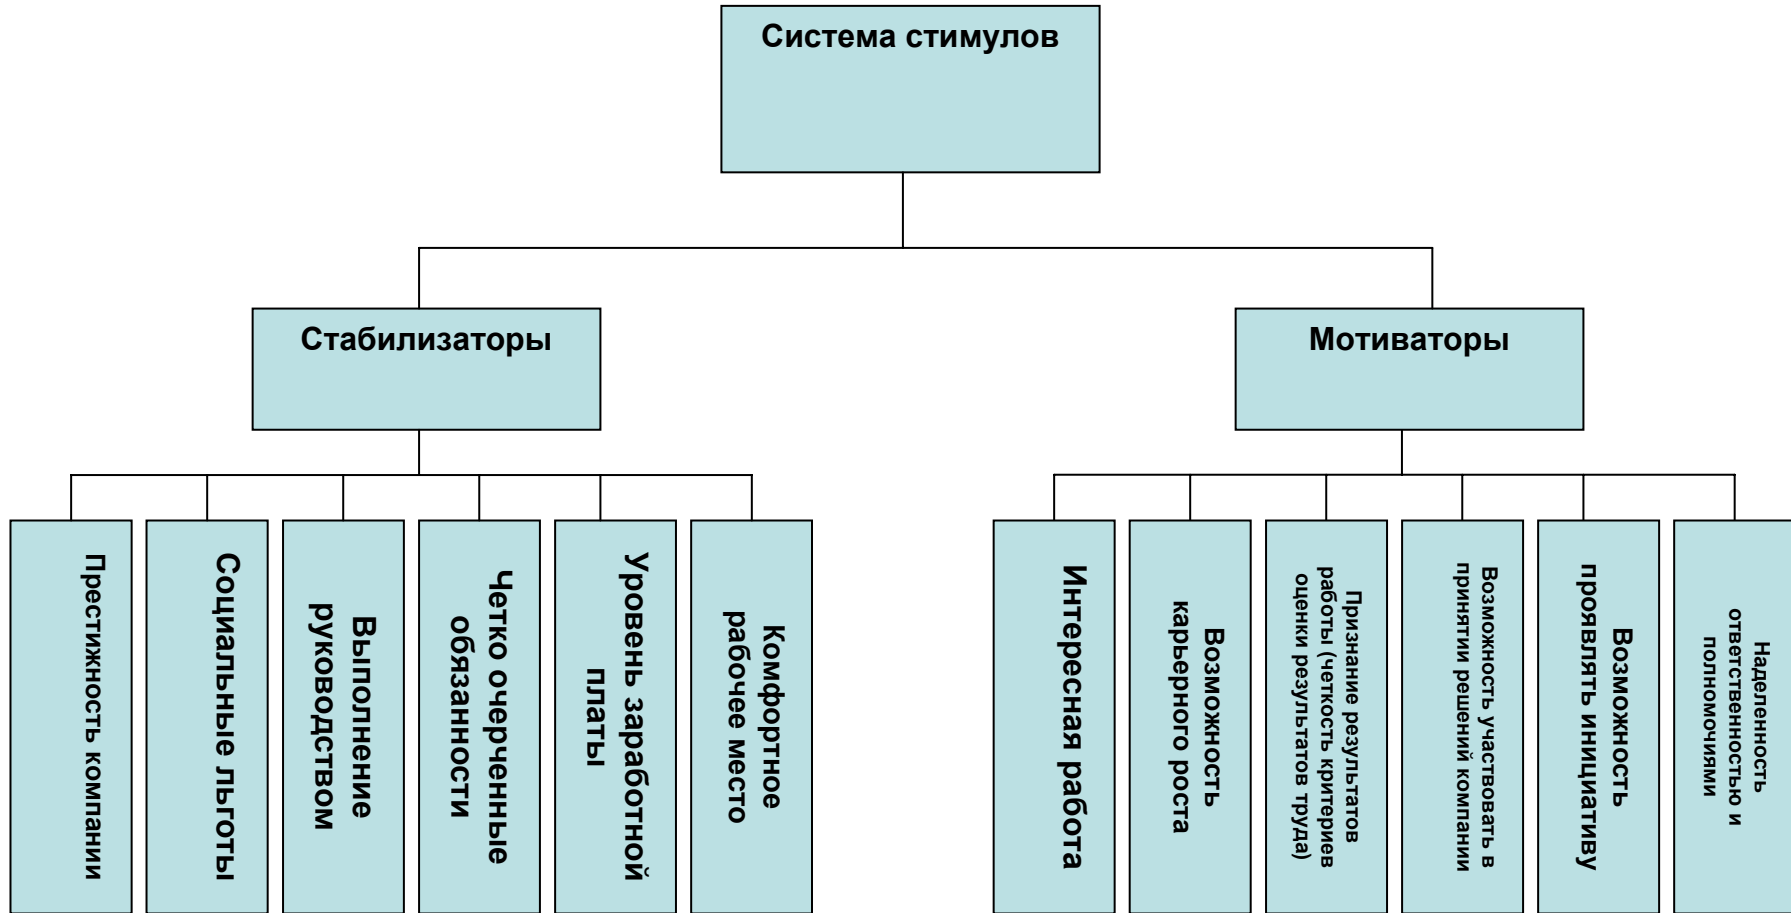 Система стимулов
Стабилизаторы
Мотиваторы
Престижность компании
Социальные льготы
Выполнение
руководством
Четко очерченные
обязанности
Уровень заработной
платы
Комфортное
рабочее место
Интересная работа
Возможность
карьерного роста
Признание результатов
работы (четкость критериев
оценки результатов труда)
Возможность участвовать в
принятии решений компании
Возможность
проявлять инициативу
Наделенность
ответственностью и
полномочиями